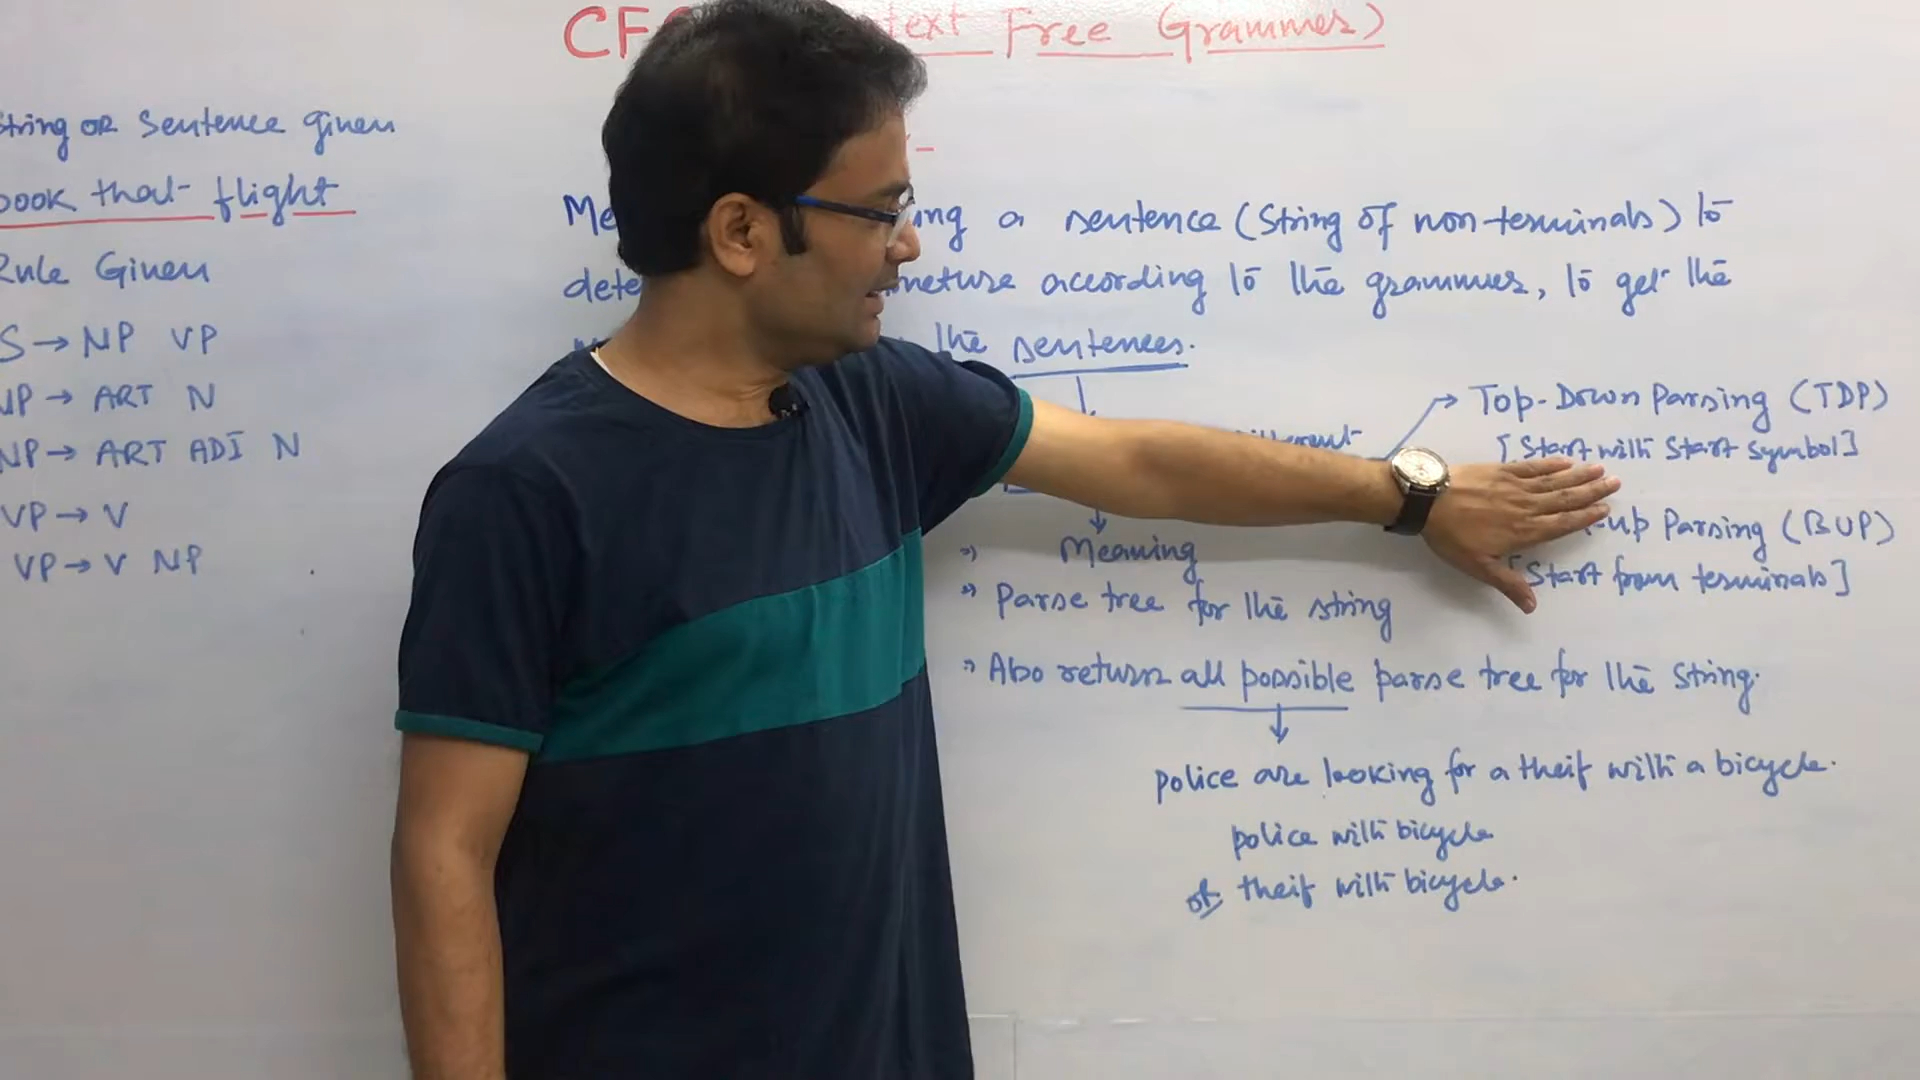 CF text Free Grammer)
String OR Sentence Given
book that flight
Rule Given
S → NP VP
NP → ART N
NP → ART ADJ N
VP → V
VP → V NP
Me ing a sentence (String of non-terminals) to
dete ucture according to the grammer, to get the
the sentences.
Top-Down Parsing (TDP)
[Start with Start Symbol]
-up Parsing (BUP)
[Start from terminals]
Meaning
Parse tree for the string
Also return all possible parse tree for the string.
police are looking for a theif with a bicycle.
police with bicycle
or theif with bicycle.